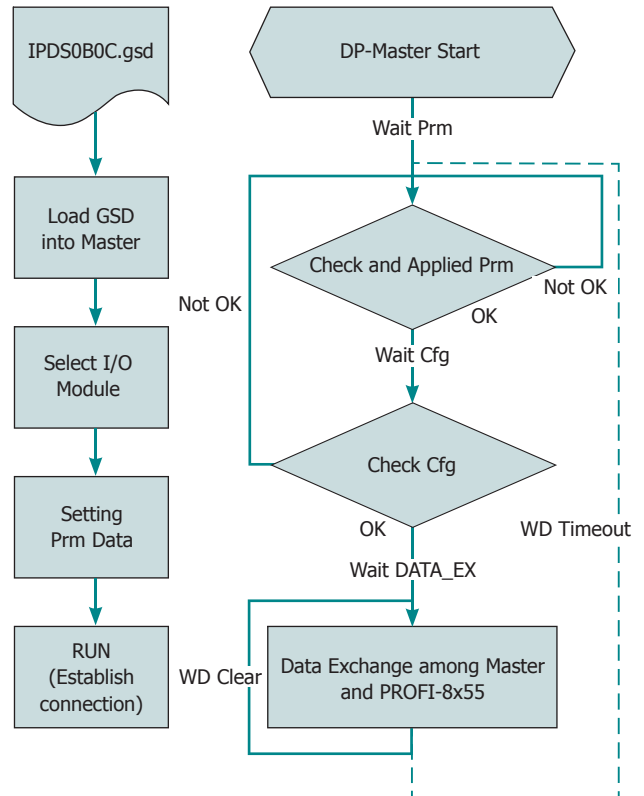 IPDS0B0C.gsd
Load GSD
into Master
Select I/O
Module
Setting
Prm Data
RUN
(Establish
connection)
DP-Master Start
Wait Prm
Check and Applied Prm
Not OK
OK
Not OK
Wait Cfg
Check Cfg
OK
WD Timeout
Wait DATA_EX
WD Clear
Data Exchange among Master
and PROFI-8x55